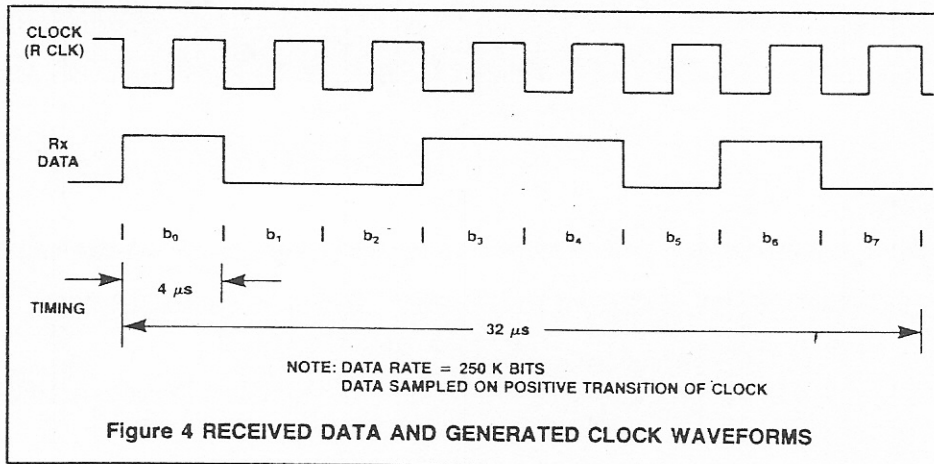 CLOCK
(R CLK)
Rx
DATA
b₀ b₁ b₂ b₃ b₄ b₅ b₆ b₇
4 μs
TIMING
32 μs
NOTE: DATA RATE = 250 K BITS
DATA SAMPLED ON POSITIVE TRANSITION OF CLOCK
Figure 4 RECEIVED DATA AND GENERATED CLOCK WAVEFORMS